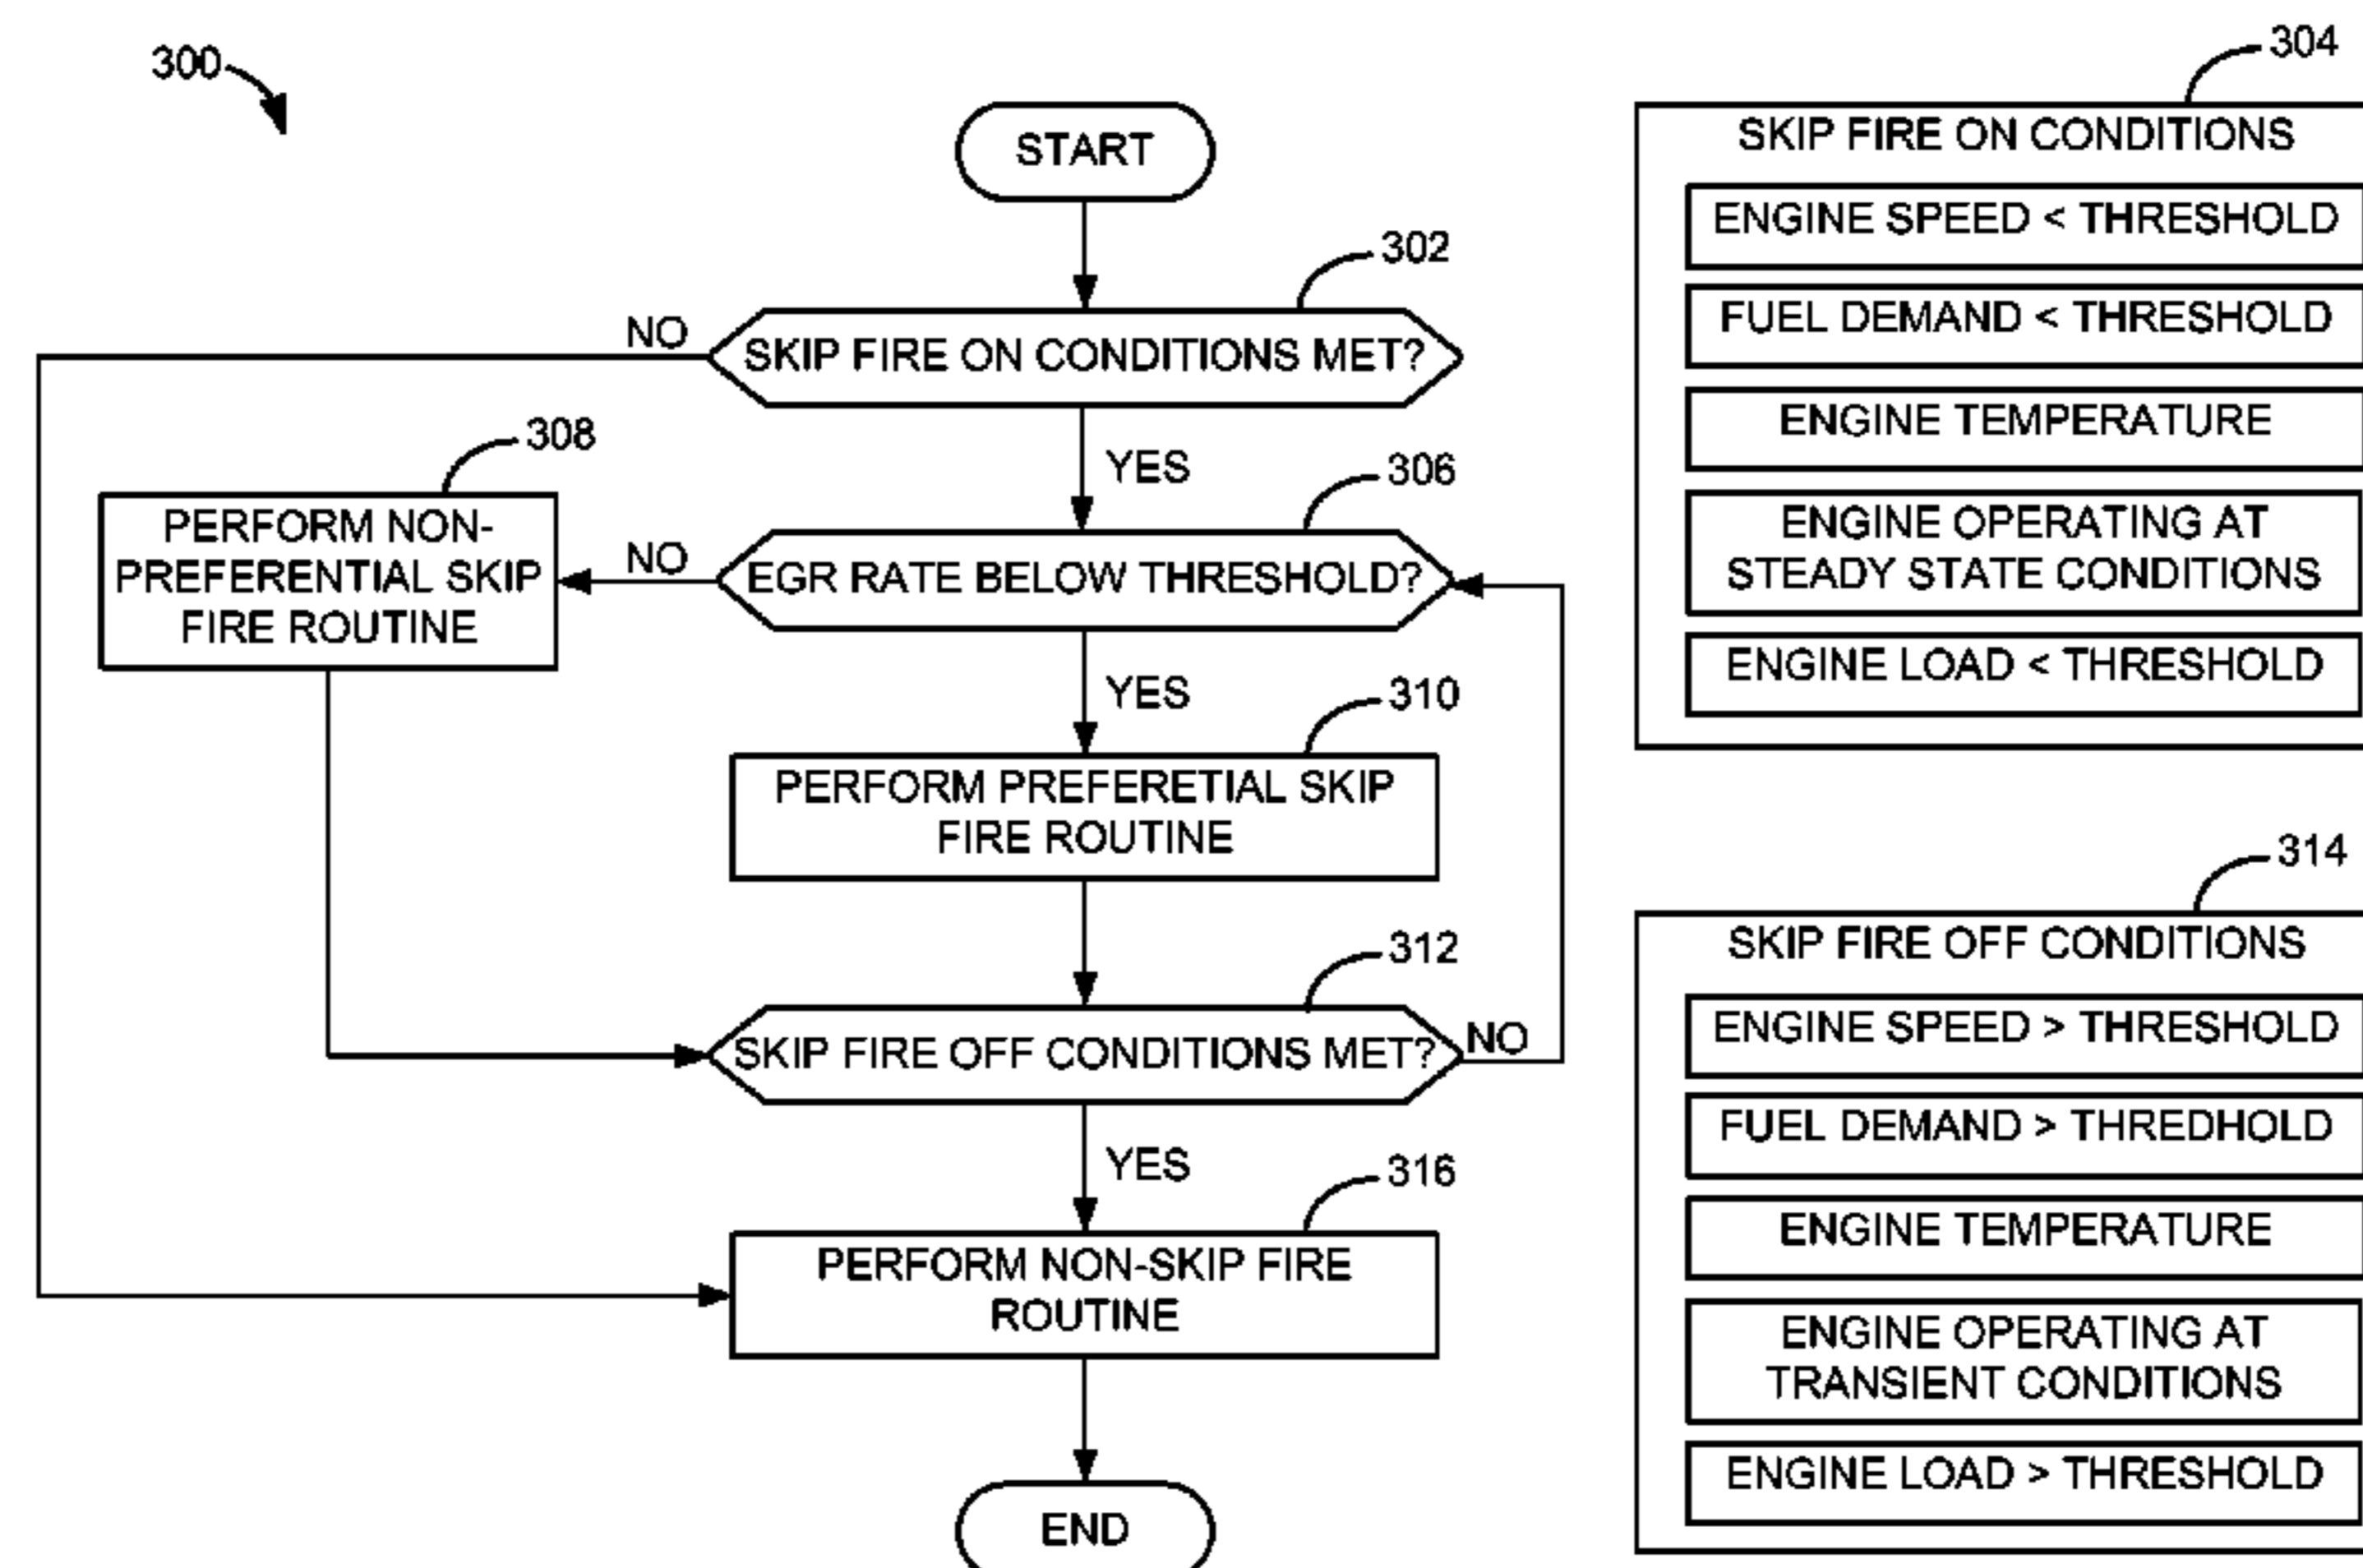 300
START
302
NO
SKIP FIRE ON CONDITIONS MET?
308
YES
306
PERFORM NON-
PREFERENTIAL SKIP
FIRE ROUTINE
NO
EGR RATE BELOW THRESHOLD?
YES
310
PERFORM PREFERETIAL SKIP
FIRE ROUTINE
312
SKIP FIRE OFF CONDITIONS MET?
NO
YES
316
PERFORM NON-SKIP FIRE
ROUTINE
END
304
SKIP FIRE ON CONDITIONS
ENGINE SPEED < THRESHOLD
FUEL DEMAND < THRESHOLD
ENGINE TEMPERATURE
ENGINE OPERATING AT
STEADY STATE CONDITIONS
ENGINE LOAD < THRESHOLD
314
SKIP FIRE OFF CONDITIONS
ENGINE SPEED > THRESHOLD
FUEL DEMAND > THREDHOLD
ENGINE TEMPERATURE
ENGINE OPERATING AT
TRANSIENT CONDITIONS
ENGINE LOAD > THRESHOLD